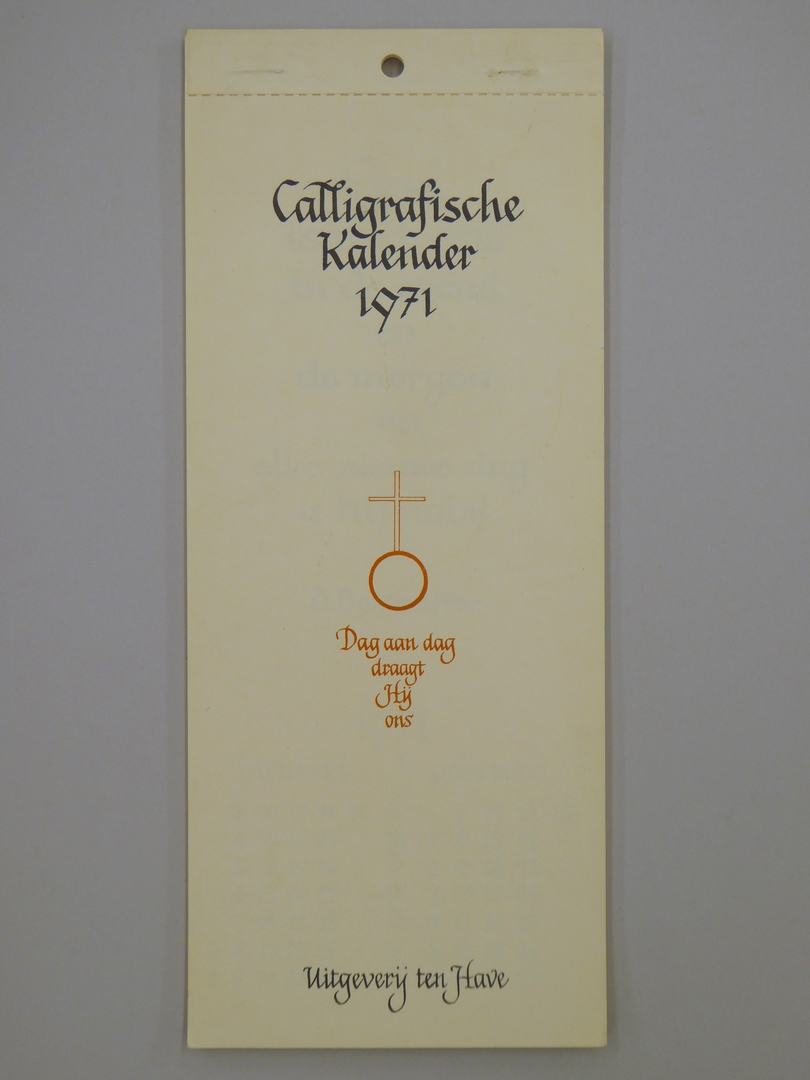 Calligrafische
Kalender
1971
Dag aan dag
draagt
Hij
ons
Uitgeverij ten Have